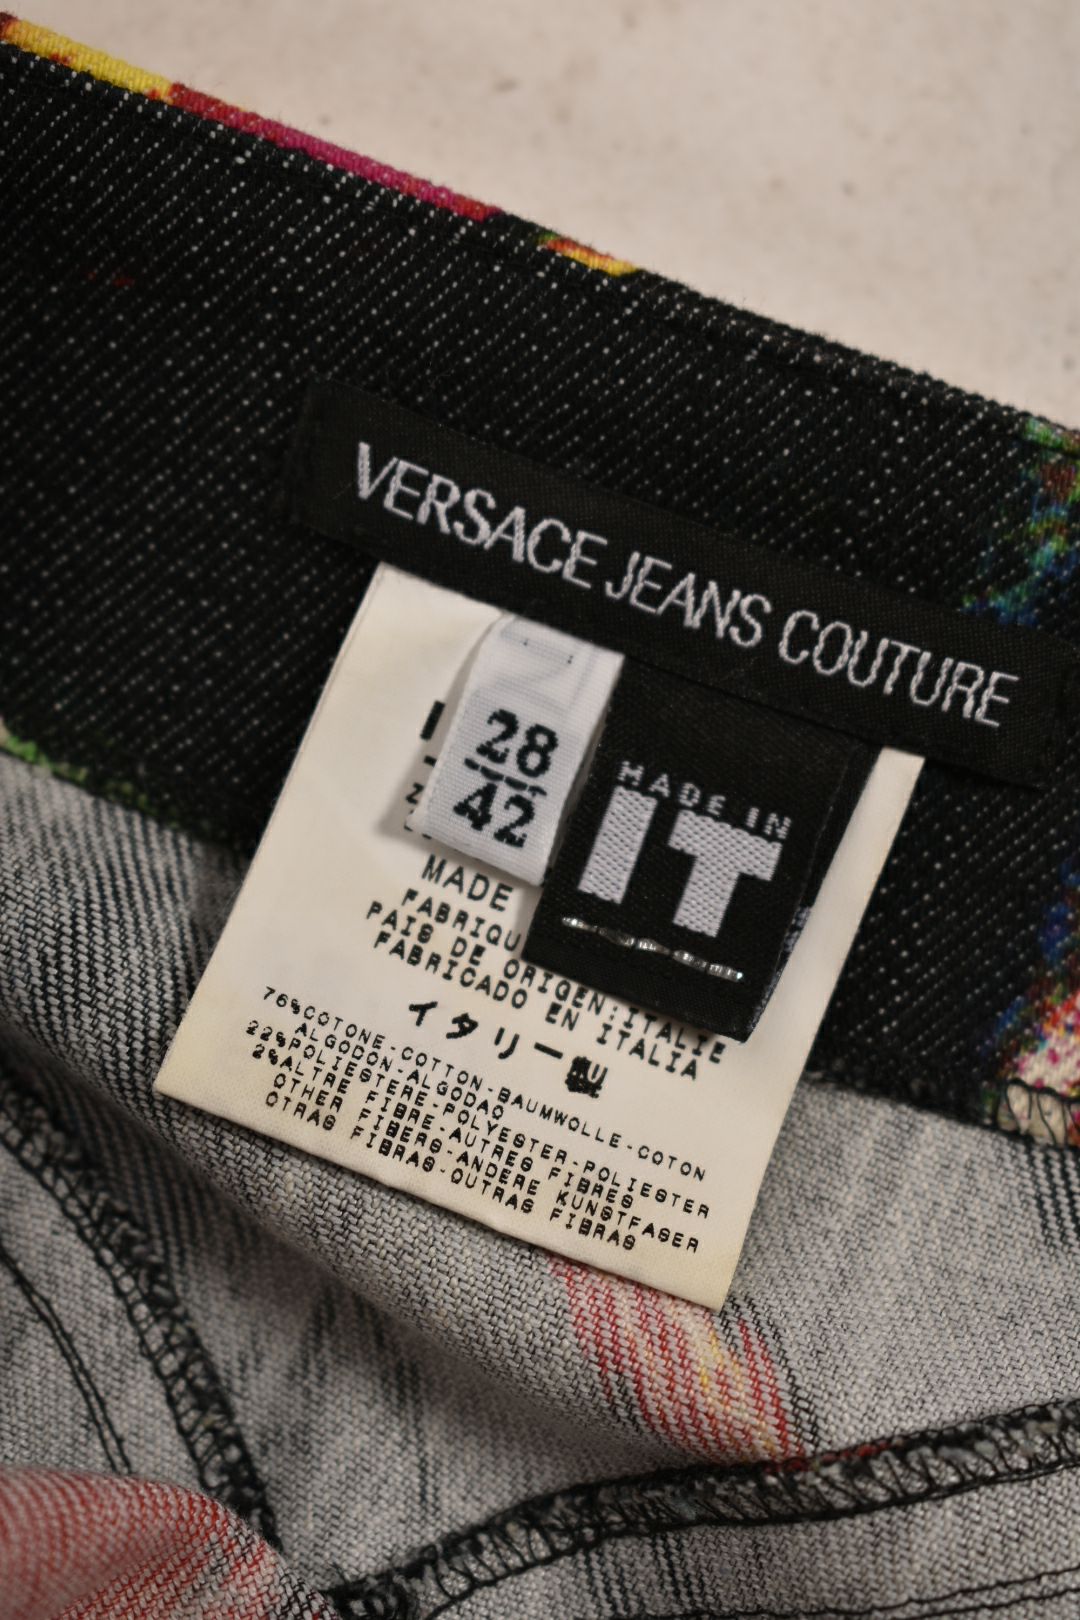 VERSACE JEANS COUTURE
28
42
MADE IN
IT
MADE
FABRIQU
PAIS DE ORIGEN:ITALIE
FABRICADO EN ITALIA
イタリー製
76%COTONE-COTTON-BAUMWOLLE-COTON
ALGODON-ALGODAO
22%POLIESTERE-POLYESTER-POLIESTER
2%ALTRE FIBRE-AUTRES FIBRES
OTHER FIBERS-ANDERE KUNSTFASER
OTRAS FIBRAS-OUTRAS FIBRAS